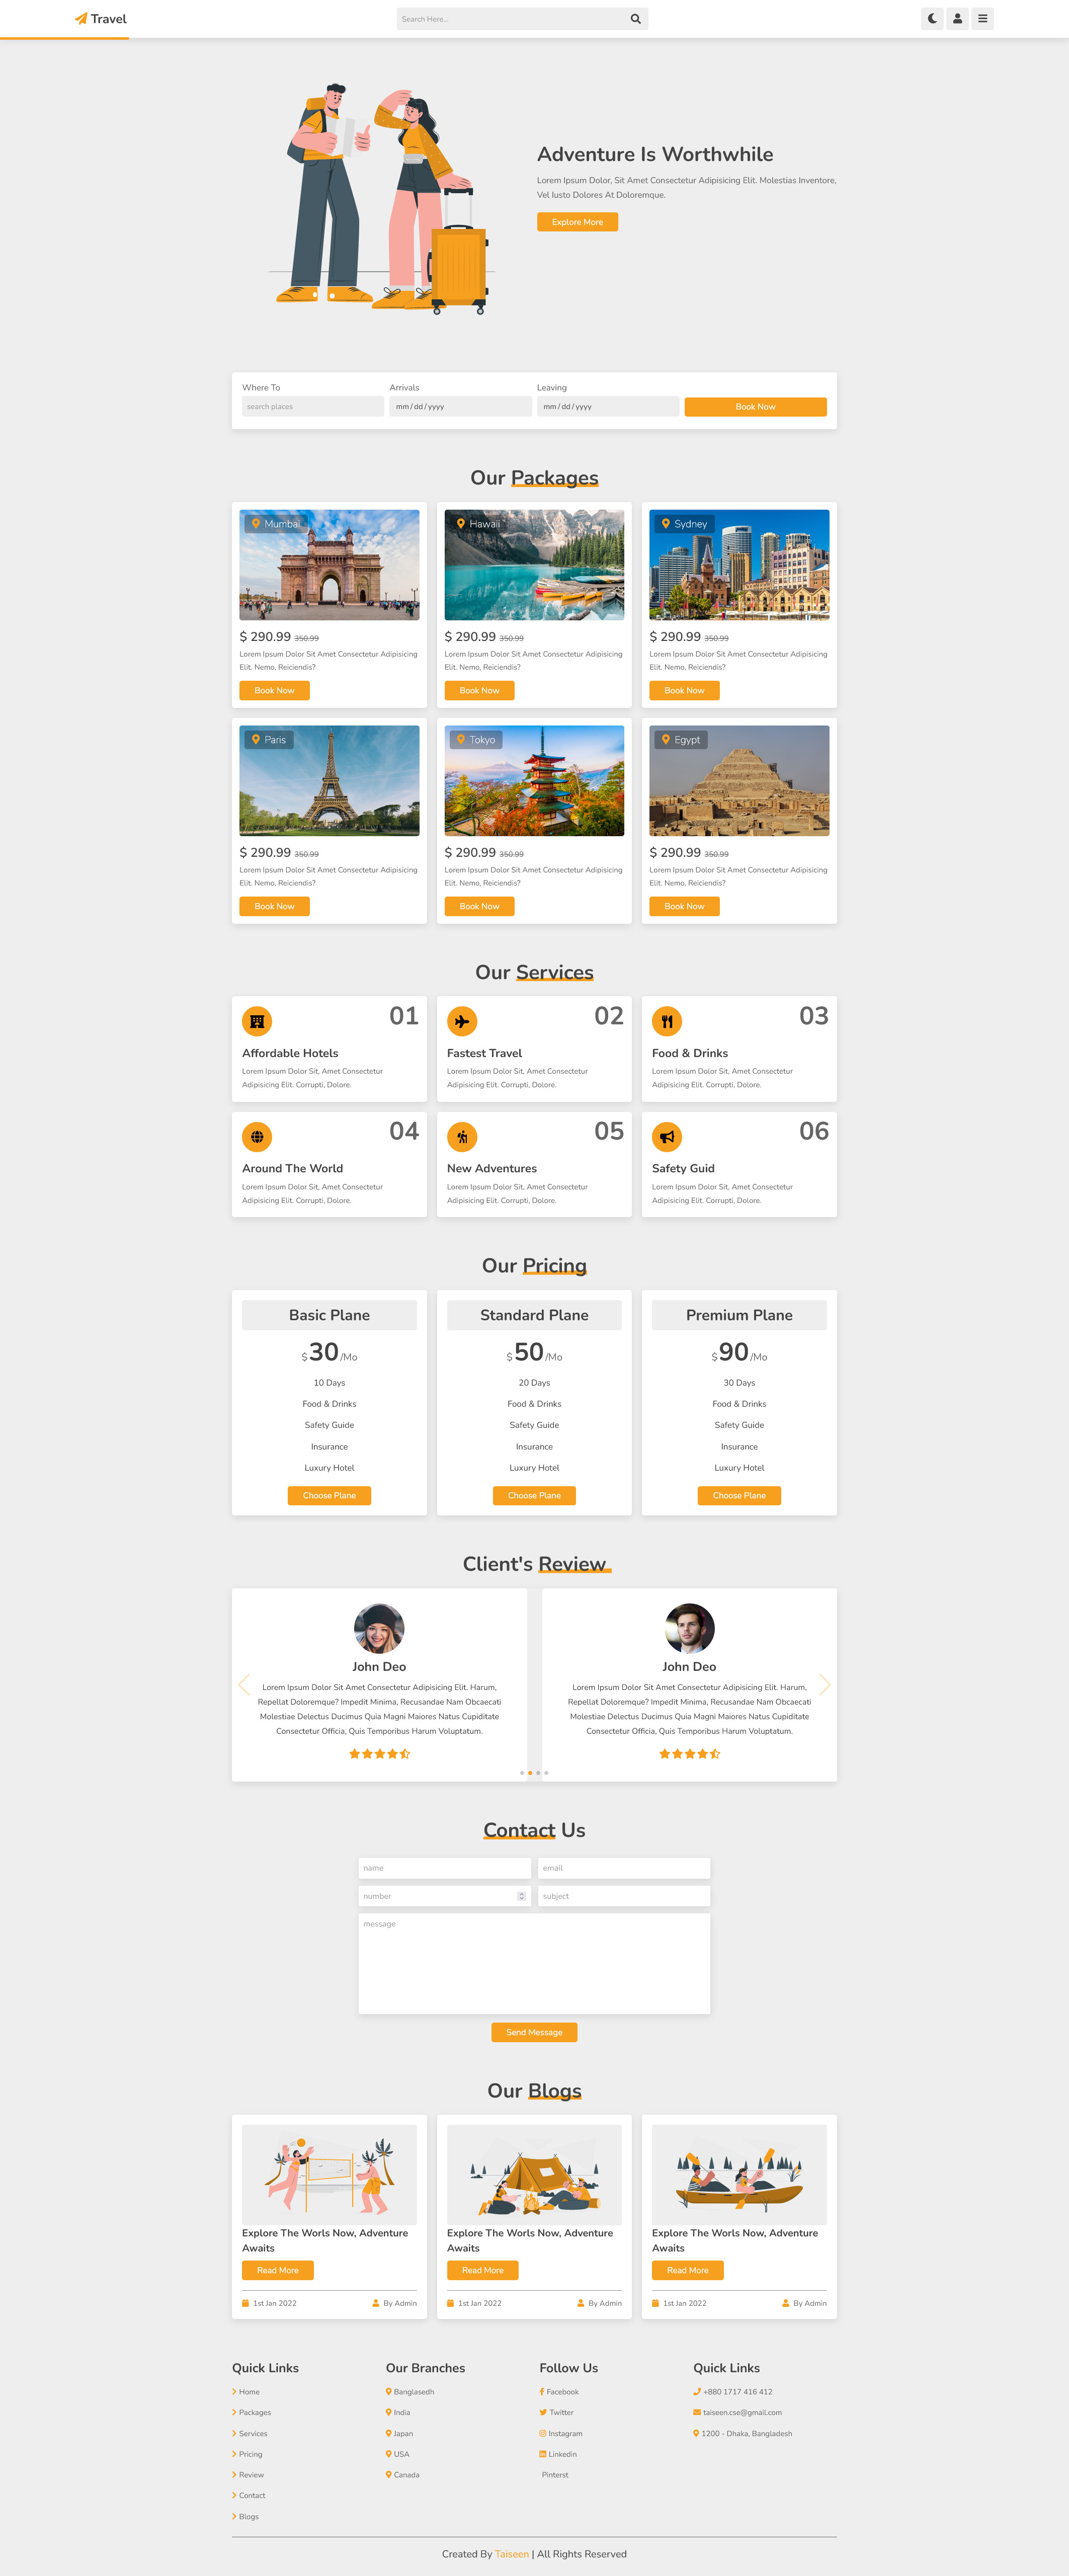 Travel
Search Here...
Adventure Is Worthwhile
Lorem Ipsum Dolor, Sit Amet Consectetur Adipisicing Elit. Molestias Inventore,
Vel Iusto Dolores At Doloremque.
Explore More
Where To
Arrivals
Leaving
search places
mm / dd / yyyy
mm / dd / yyyy
Book Now
Our Packages
Mumbai
Hawaii
Sydney
$ 290.99 350.99
$ 290.99 350.99
$ 290.99 350.99
Lorem Ipsum Dolor Sit Amet Consectetur Adipisicing
Elit. Nemo, Reiciendis?
Lorem Ipsum Dolor Sit Amet Consectetur Adipisicing
Elit. Nemo, Reiciendis?
Lorem Ipsum Dolor Sit Amet Consectetur Adipisicing
Elit. Nemo, Reiciendis?
Book Now
Book Now
Book Now
Paris
Tokyo
Egypt
$ 290.99 350.99
$ 290.99 350.99
$ 290.99 350.99
Lorem Ipsum Dolor Sit Amet Consectetur Adipisicing
Elit. Nemo, Reiciendis?
Lorem Ipsum Dolor Sit Amet Consectetur Adipisicing
Elit. Nemo, Reiciendis?
Lorem Ipsum Dolor Sit Amet Consectetur Adipisicing
Elit. Nemo, Reiciendis?
Book Now
Book Now
Book Now
Our Services
01
Affordable Hotels
Lorem Ipsum Dolor Sit, Amet Consectetur
Adipisicing Elit. Corrupti, Dolore.
02
Fastest Travel
Lorem Ipsum Dolor Sit, Amet Consectetur
Adipisicing Elit. Corrupti, Dolore.
03
Food & Drinks
Lorem Ipsum Dolor Sit, Amet Consectetur
Adipisicing Elit. Corrupti, Dolore.
04
Around The World
Lorem Ipsum Dolor Sit, Amet Consectetur
Adipisicing Elit. Corrupti, Dolore.
05
New Adventures
Lorem Ipsum Dolor Sit, Amet Consectetur
Adipisicing Elit. Corrupti, Dolore.
06
Safety Guid
Lorem Ipsum Dolor Sit, Amet Consectetur
Adipisicing Elit. Corrupti, Dolore.
Our Pricing
Basic Plane
$30/Mo
10 Days
Food & Drinks
Safety Guide
Insurance
Luxury Hotel
Choose Plane
Standard Plane
$50/Mo
20 Days
Food & Drinks
Safety Guide
Insurance
Luxury Hotel
Choose Plane
Premium Plane
$90/Mo
30 Days
Food & Drinks
Safety Guide
Insurance
Luxury Hotel
Choose Plane
Client's Review
John Deo
Lorem Ipsum Dolor Sit Amet Consectetur Adipisicing Elit. Harum,
Repellat Doloremque? Impedit Minima, Recusandae Nam Obcaecati
Molestiae Delectus Ducimus Quia Magni Maiores Natus Cupiditate
Consectetur Officia, Quis Temporibus Harum Voluptatum.
John Deo
Lorem Ipsum Dolor Sit Amet Consectetur Adipisicing Elit. Harum,
Repellat Doloremque? Impedit Minima, Recusandae Nam Obcaecati
Molestiae Delectus Ducimus Quia Magni Maiores Natus Cupiditate
Consectetur Officia, Quis Temporibus Harum Voluptatum.
Contact Us
name
email
number
subject
message
Send Message
Our Blogs
Explore The Worls Now, Adventure
Awaits
Read More
1st Jan 2022
By Admin
Explore The Worls Now, Adventure
Awaits
Read More
1st Jan 2022
By Admin
Explore The Worls Now, Adventure
Awaits
Read More
1st Jan 2022
By Admin
Quick Links
Home
Packages
Services
Pricing
Review
Contact
Blogs
Our Branches
Banglasedh
India
Japan
USA
Canada
Follow Us
Facebook
Twitter
Instagram
Linkedin
Pinterst
Quick Links
+880 1717 416 412
taiseen.cse@gmail.com
1200 - Dhaka, Bangladesh
Created By Taiseen | All Rights Reserved